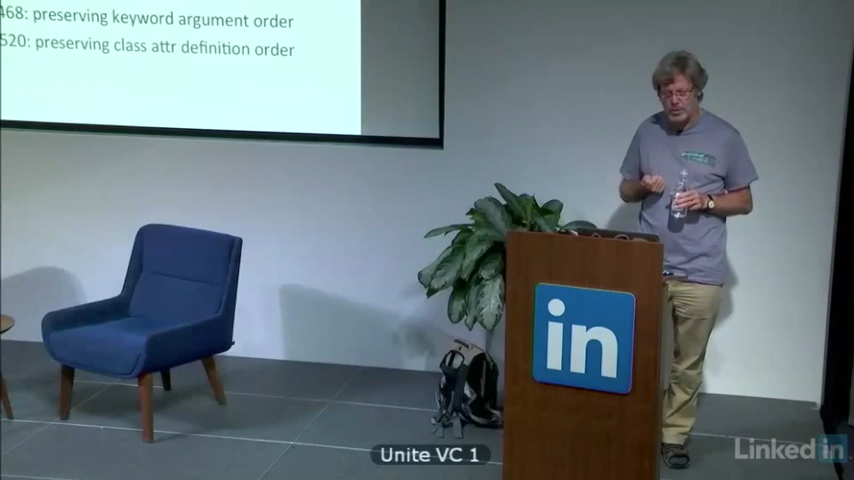 468: preserving keyword argument order
520: preserving class attr definition order
in
Unite VC 1
Linked in